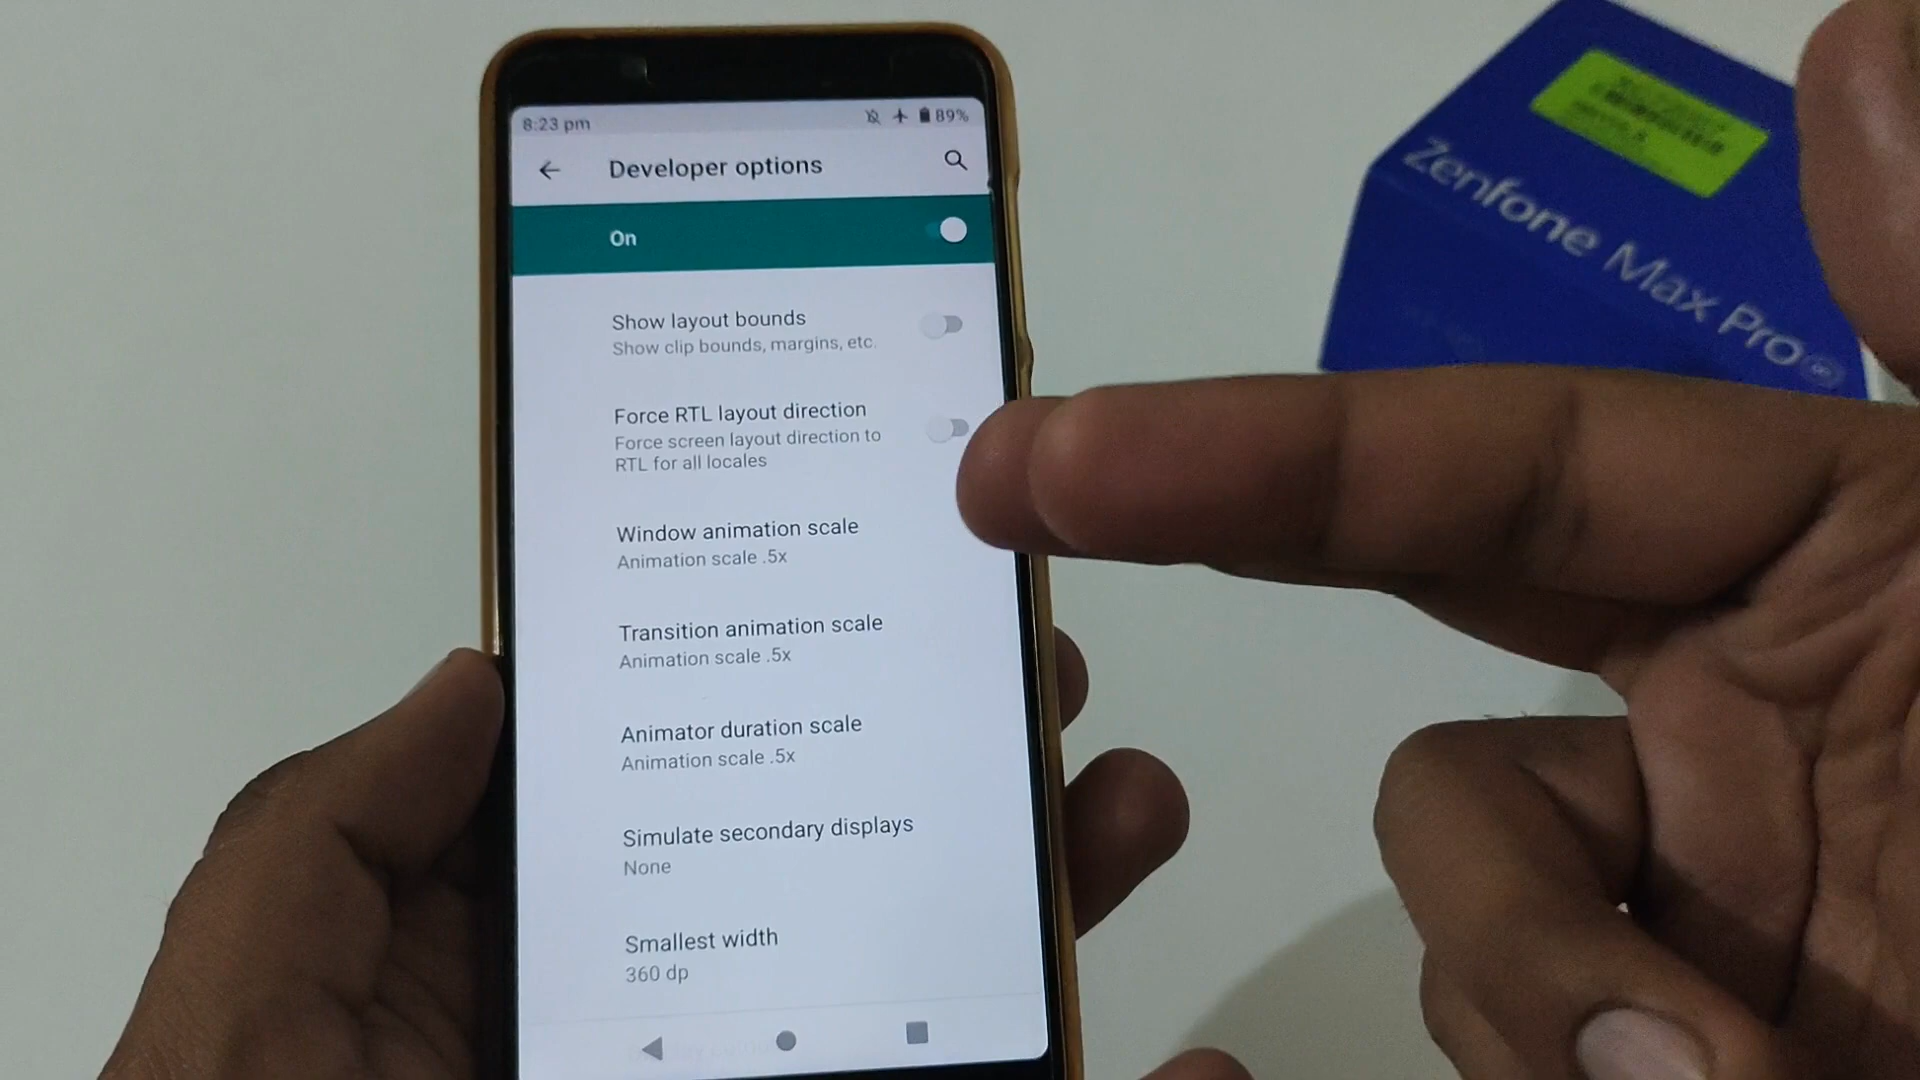 8:23 pm
89%
Developer options
On
Show layout bounds
Show clip bounds, margins, etc.
Force RTL layout direction
Force screen layout direction to
RTL for all locales
Window animation scale
Animation scale .5x
Transition animation scale
Animation scale .5x
Animator duration scale
Animation scale .5x
Simulate secondary displays
None
Smallest width
360 dp
Zenfone Max Pro